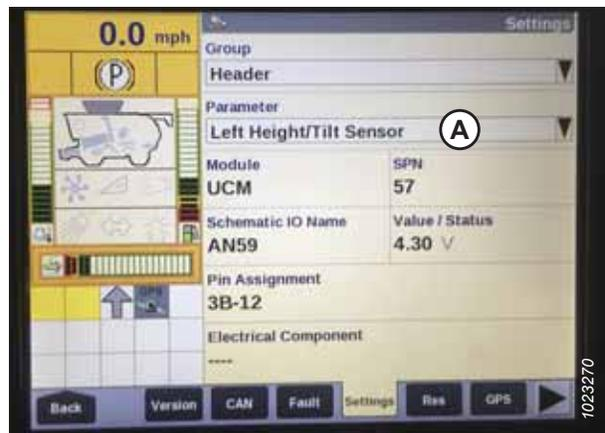 0.0 mph
Settings
(P)
Group
Header
Parameter
Left Height/Tilt Sensor
A
Module
SPN
UCM
57
Schematic IO Name
Value / Status
AN59
4.30 V
Pin Assignment
3B-12
GPS
Electrical Component
----
Back
Version
CAN
Fault
Settings
Res
GPS
1023270